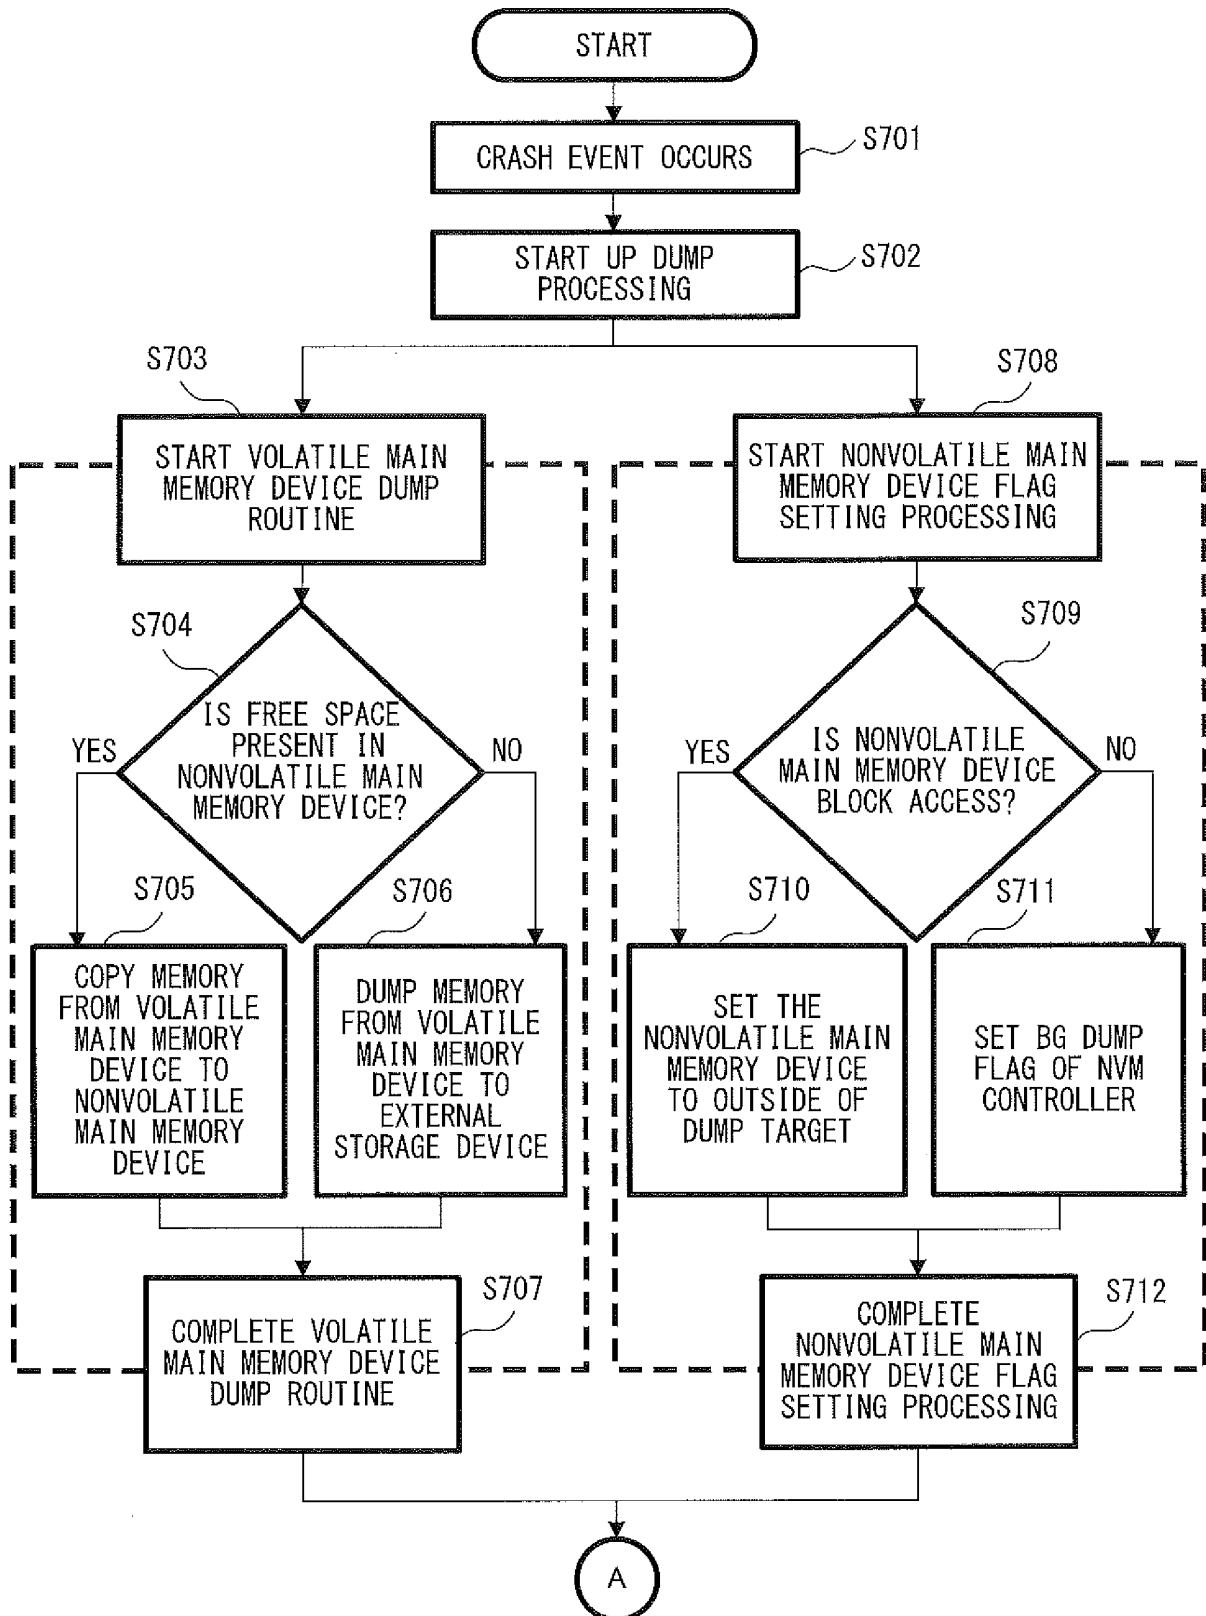 START
CRASH EVENT OCCURS
S701
START UP DUMP
PROCESSING
S702
S703
START VOLATILE MAIN
MEMORY DEVICE DUMP
ROUTINE
S704
IS FREE SPACE
PRESENT IN
NONVOLATILE MAIN
MEMORY DEVICE?
YES
NO
S705
COPY MEMORY
FROM VOLATILE
MAIN MEMORY
DEVICE TO
NONVOLATILE
MAIN MEMORY
DEVICE
S706
DUMP MEMORY
FROM VOLATILE
MAIN MEMORY
DEVICE TO
EXTERNAL
STORAGE DEVICE
S707
COMPLETE VOLATILE
MAIN MEMORY DEVICE
DUMP ROUTINE
S708
START NONVOLATILE MAIN
MEMORY DEVICE FLAG
SETTING PROCESSING
S709
IS NONVOLATILE
MAIN MEMORY DEVICE
BLOCK ACCESS?
YES
NO
S710
SET THE
NONVOLATILE MAIN
MEMORY DEVICE
TO OUTSIDE OF
DUMP TARGET
S711
SET BG DUMP
FLAG OF NVM
CONTROLLER
S712
COMPLETE
NONVOLATILE MAIN
MEMORY DEVICE FLAG
SETTING PROCESSING
A